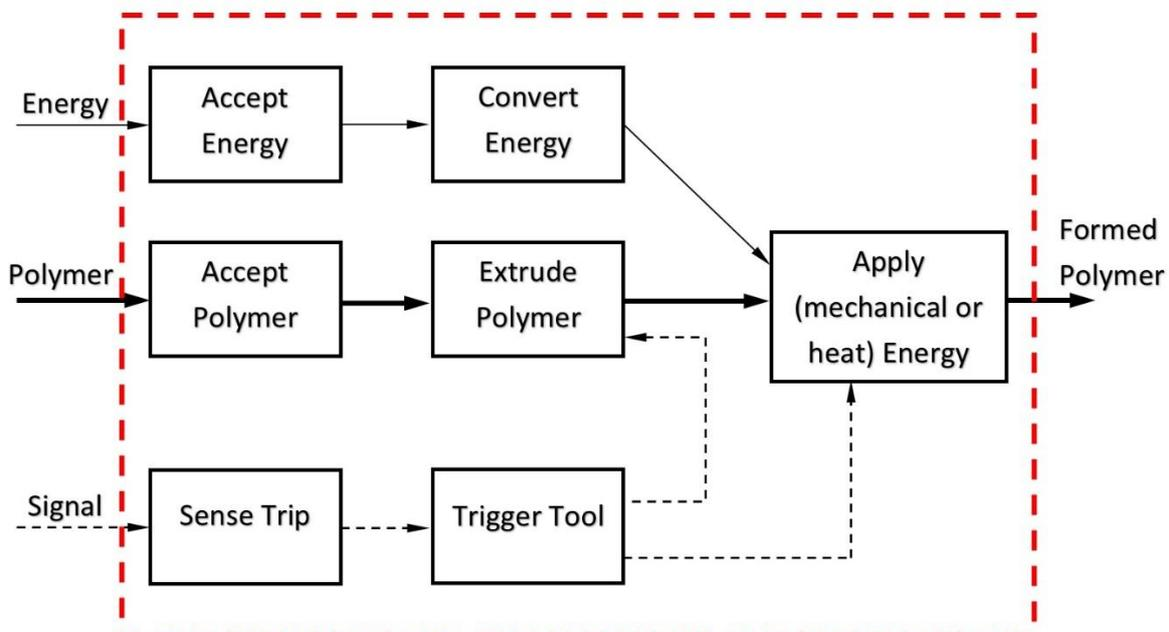 Energy
Accept
Energy
Convert
Energy
Polymer
Accept
Polymer
Extrude
Polymer
Apply
(mechanical or
heat) Energy
Formed
Polymer
Signal
Sense Trip
Trigger Tool